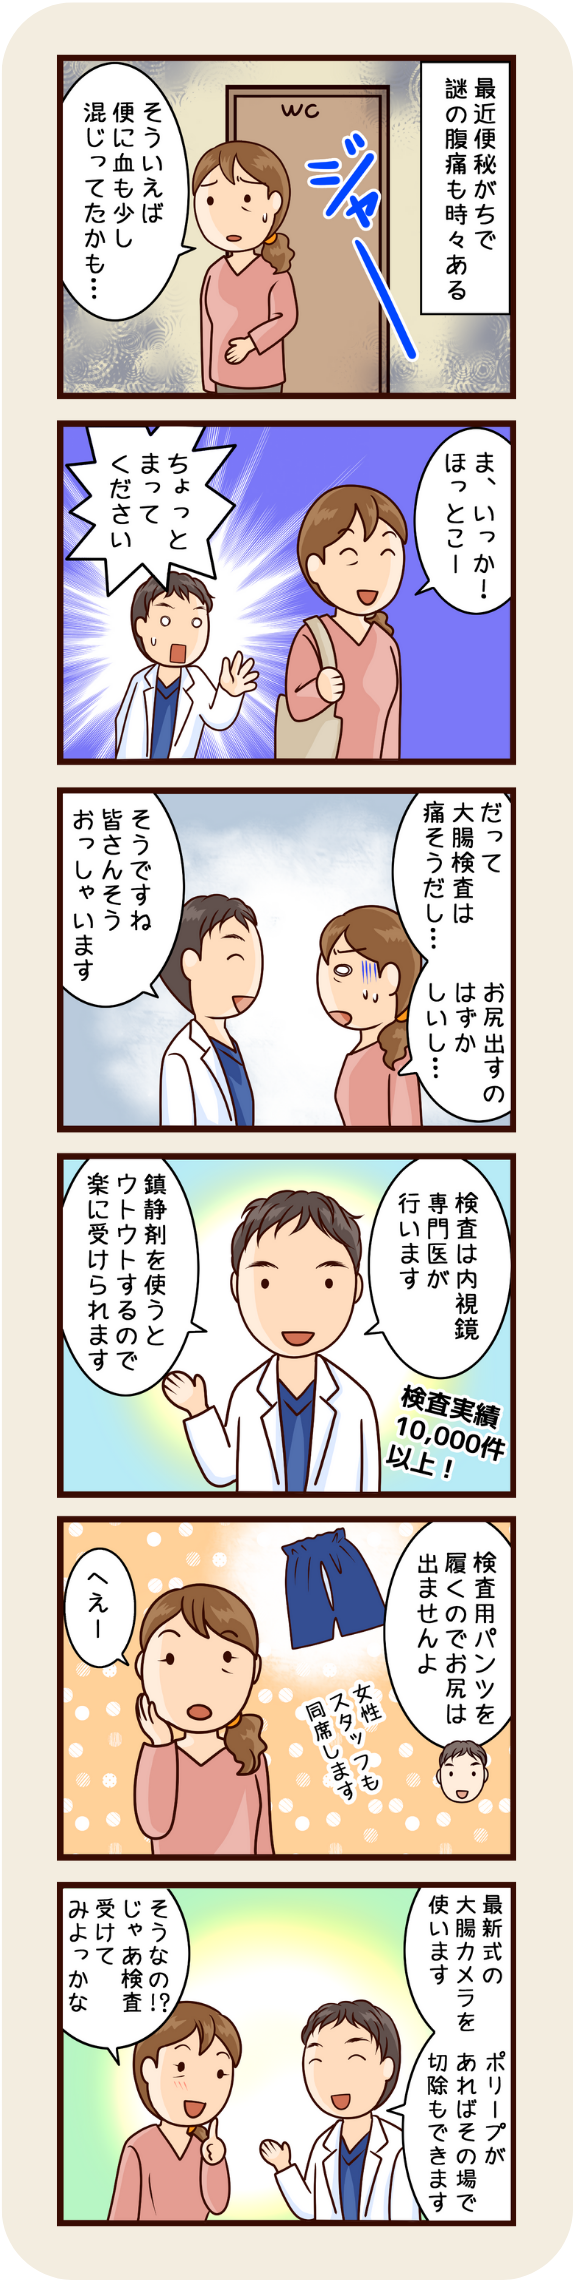 最近便秘がちで
謎の腹痛も時々ある
WC
ジャー
そういえば
便に血も少し
混じってたかも…
ま、いっか！
ほっとこー
ちょっと
まって
ください
だって
大腸検査は
痛そうだし…
お尻出すの
はずか
しいし…
そうですね
皆さんそう
おっしゃいます
検査は内視鏡
専門医が
行います
検査実績
10,000件
以上！
鎮静剤を使うと
ウトウトするので
楽に受けられます
検査用パンツを
履くのでお尻は
出ませんよ
女性
スタッフも
同席します
へえー
最新式の
大腸カメラを
使います
ポリープが
あればその場で
切除もできます
そうなの!?
じゃあ検査
受けて
みよっかな